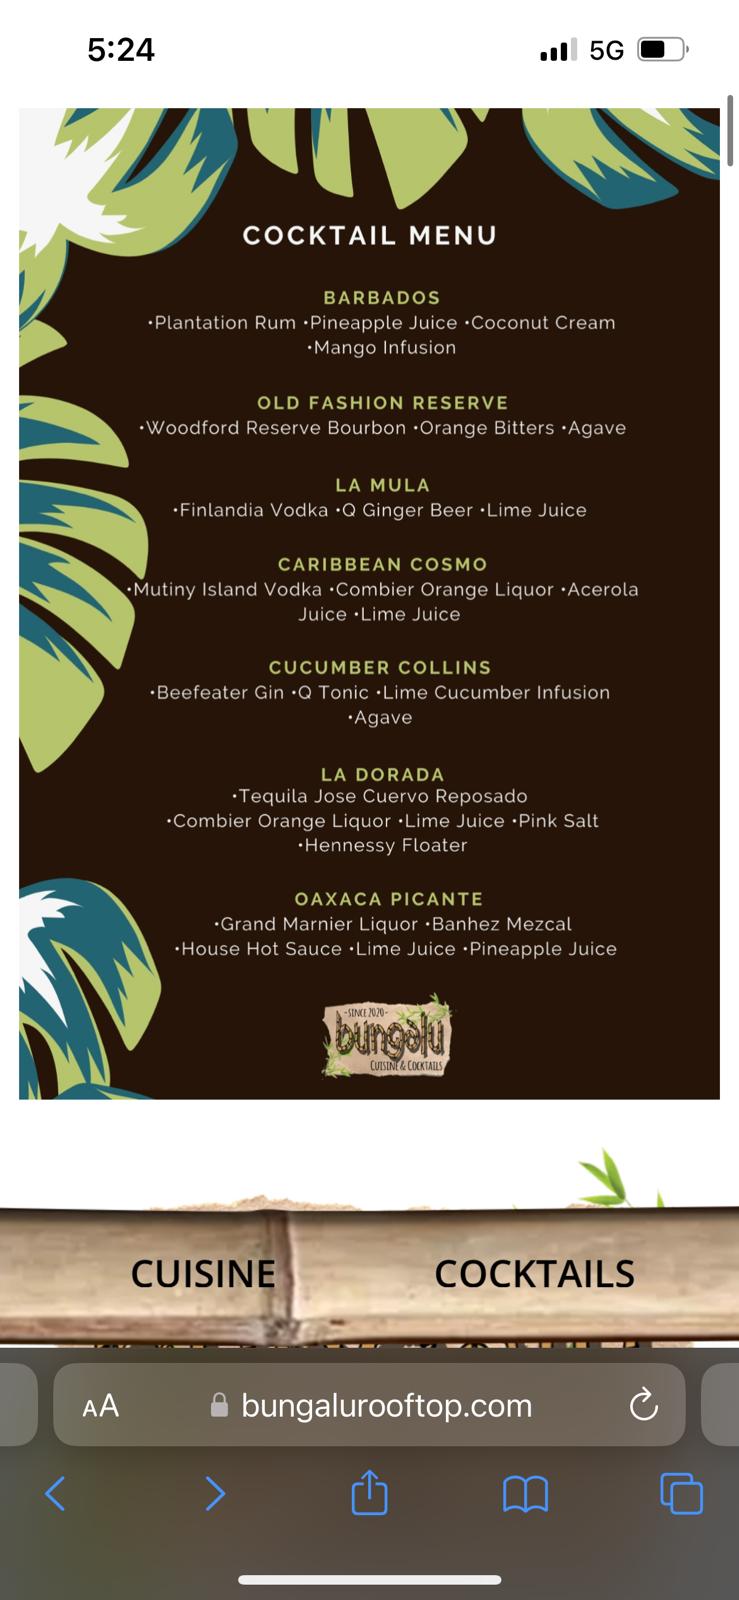 5:24
5G
COCKTAIL MENU
BARBADOS
•Plantation Rum •Pineapple Juice •Coconut Cream
•Mango Infusion
OLD FASHION RESERVE
•Woodford Reserve Bourbon •Orange Bitters •Agave
LA MULA
•Finlandia Vodka •Q Ginger Beer •Lime Juice
CARIBBEAN COSMO
•Mutiny Island Vodka •Combier Orange Liquor •Acerola
Juice •Lime Juice
CUCUMBER COLLINS
•Beefeater Gin •Q Tonic •Lime Cucumber Infusion
•Agave
LA DORADA
•Tequila Jose Cuervo Reposado
•Combier Orange Liquor •Lime Juice •Pink Salt
•Hennessy Floater
OAXACA PICANTE
•Grand Marnier Liquor •Banhez Mezcal
•House Hot Sauce •Lime Juice •Pineapple Juice
-SINCE 2020-
bungalu
CUISINE & COCKTAILS
CUISINE COCKTAILS
AA bungalurooftop.com